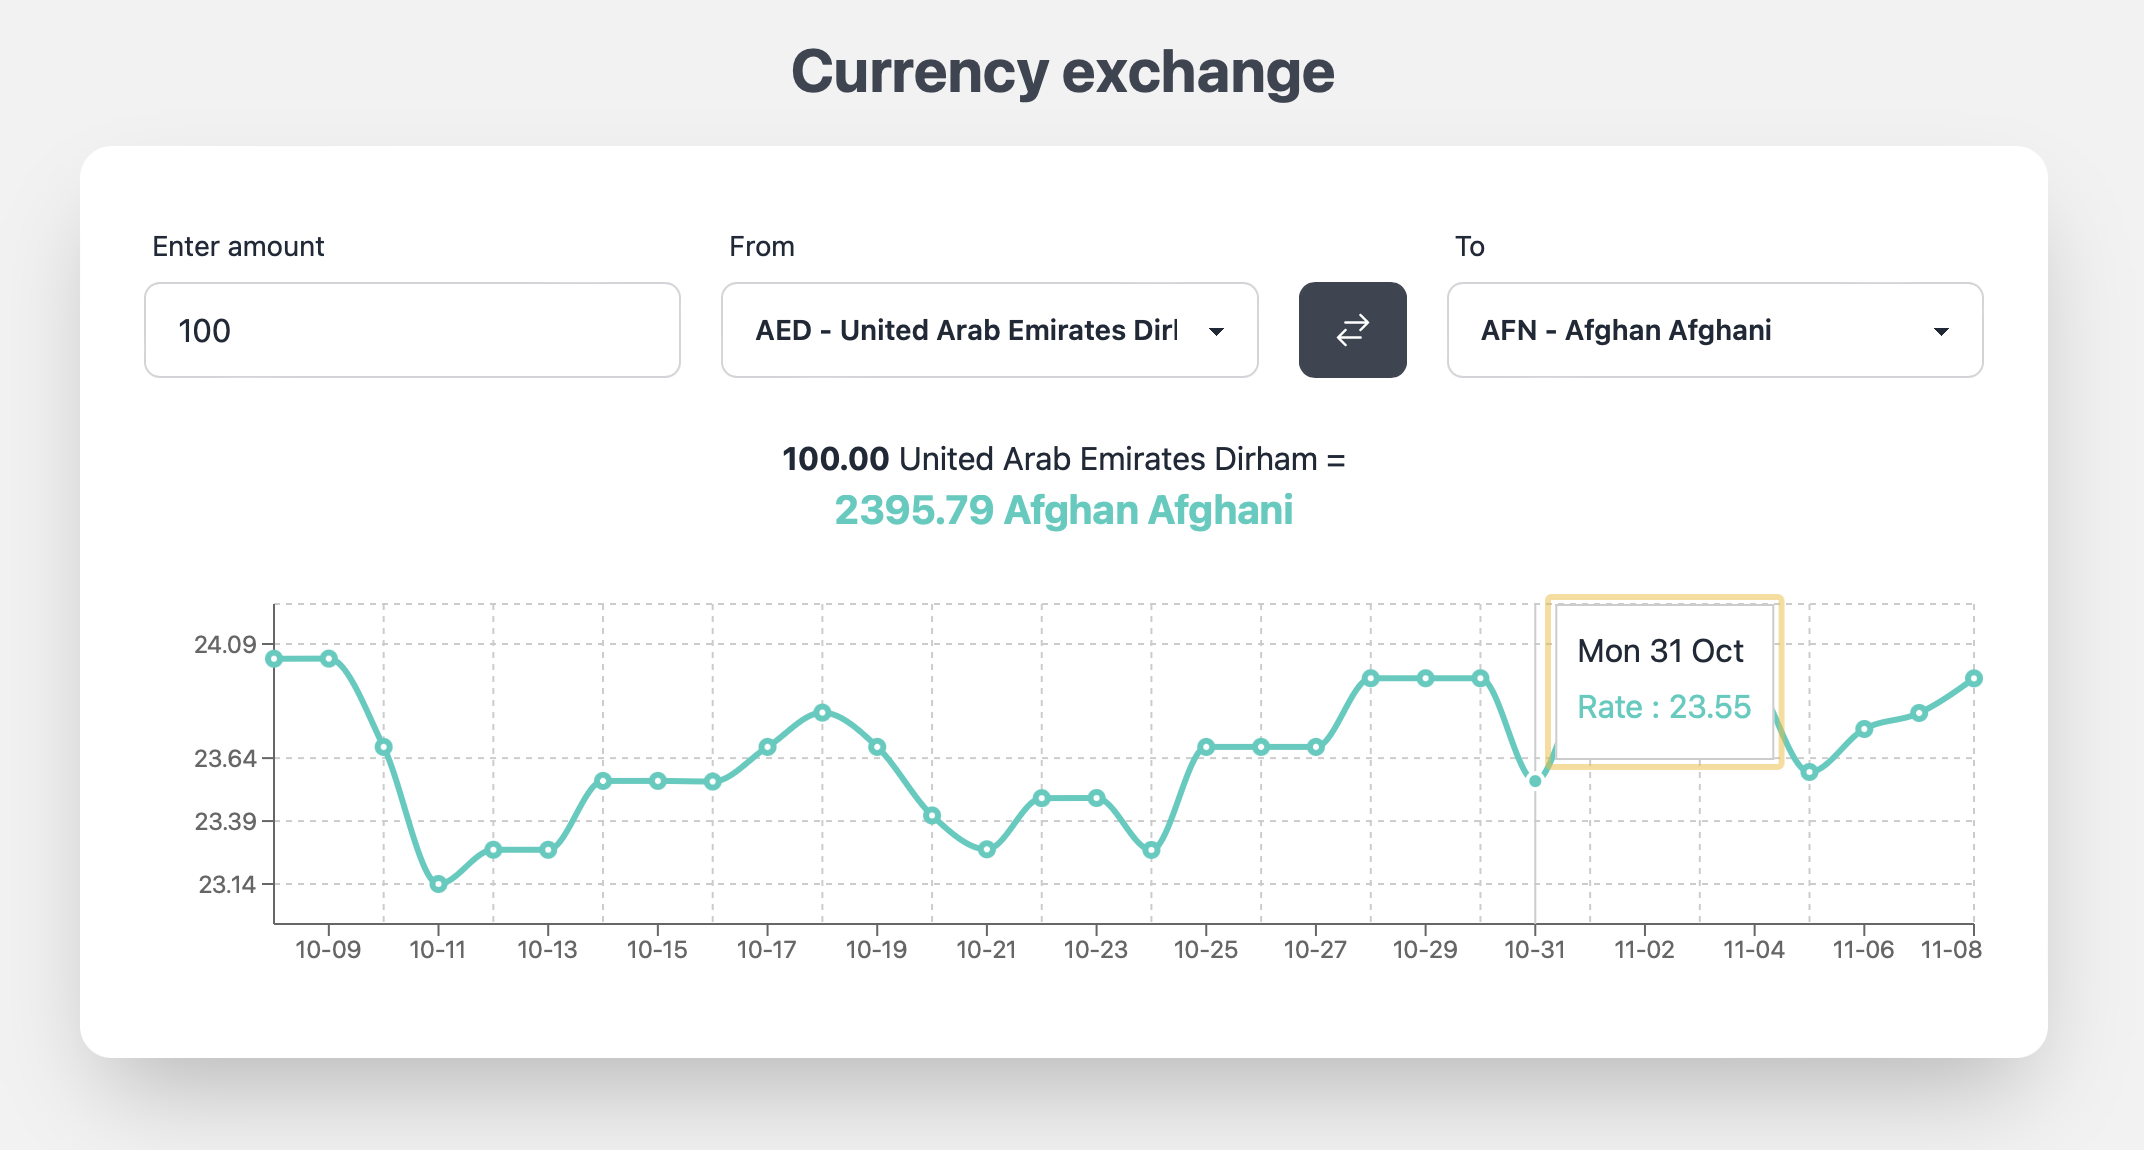 Currency exchange
Enter amount
From
To
100
AED - United Arab Emirates Dirl
AFN - Afghan Afghani
100.00 United Arab Emirates Dirham =
2395.79 Afghan Afghani
24.09
23.64
23.39
23.14
Mon 31 Oct
Rate : 23.55
10-09
10-11
10-13
10-15
10-17
10-19
10-21
10-23
10-25
10-27
10-29
10-31
11-02
11-04
11-06
11-08